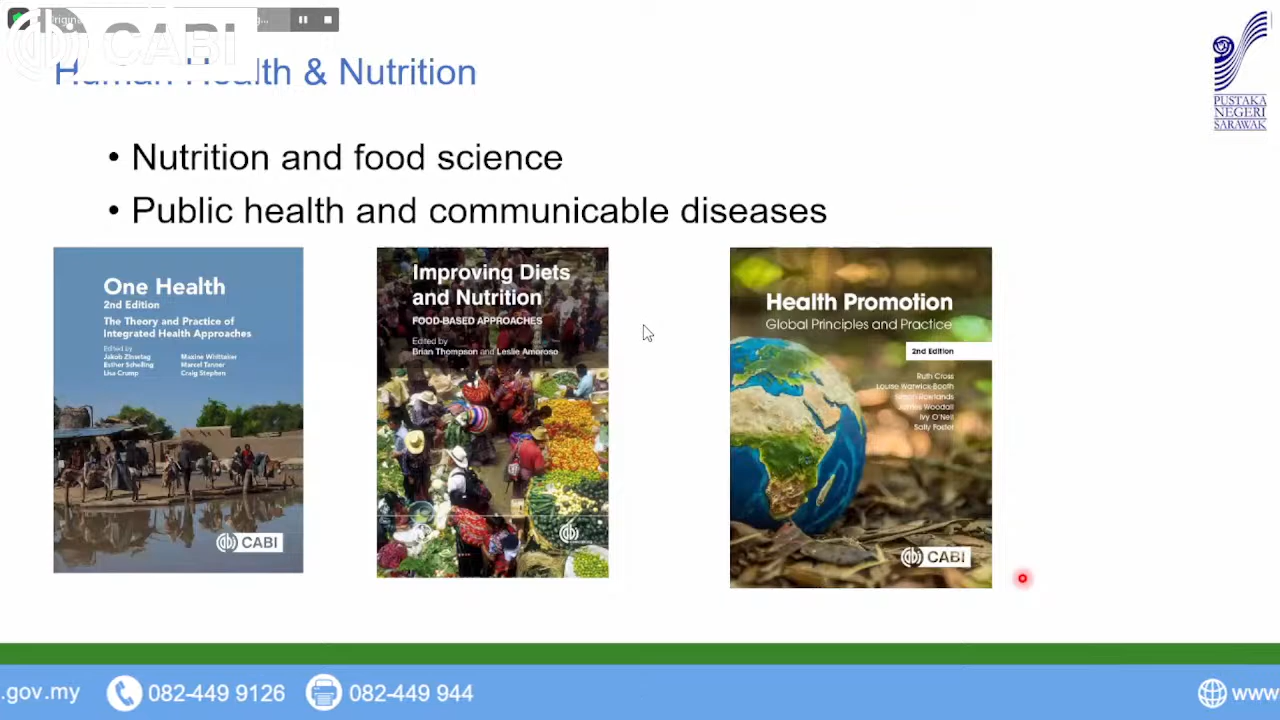 CABI
Human Health & Nutrition
PUSTAKA
NEGERI
SARAWAK
• Nutrition and food science
• Public health and communicable diseases
One Health
2nd Edition
The Theory and Practice of
Integrated Health Approaches
Edited by
Jakob Zinsstag
Esther Schelling
Lisa Crump
Maxine Whittaker
Marcel Tanner
Craig Stephen
CABI
Improving Diets
and Nutrition
FOOD-BASED APPROACHES
Edited by
Brian Thompson and Leslie Amoroso
Health Promotion
Global Principles and Practice
2nd Edition
Ruth Cross
Louise Warwick-Booth
Simon Rowlands
James Woodall
Ivy O'Neil
Sally Foster
CABI
.gov.my
082-449 9126
082-449 944
www